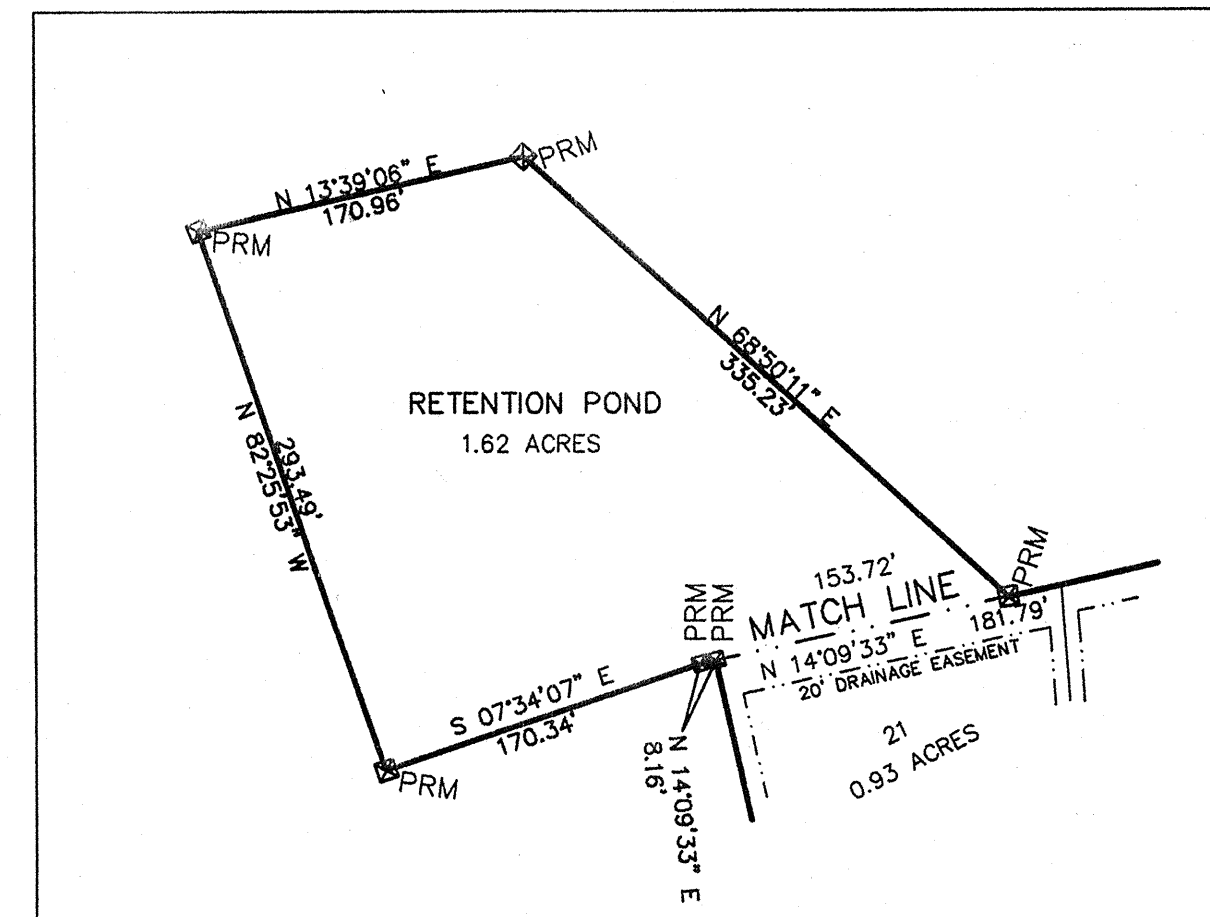 PRM
N 13°39'06" E
170.96'
PRM
N 68°50'11" E
335.23'
RETENTION POND
1.62 ACRES
293.49'
N 82°25'53" W
PRM
153.72'
MATCH LINE
PRM
PRM
181.79'
N 14°09'33" E
20' DRAINAGE EASEMENT
S 07°34'07" E
170.34'
PRM
N 14°09'33" E
8.16'
21
0.93 ACRES